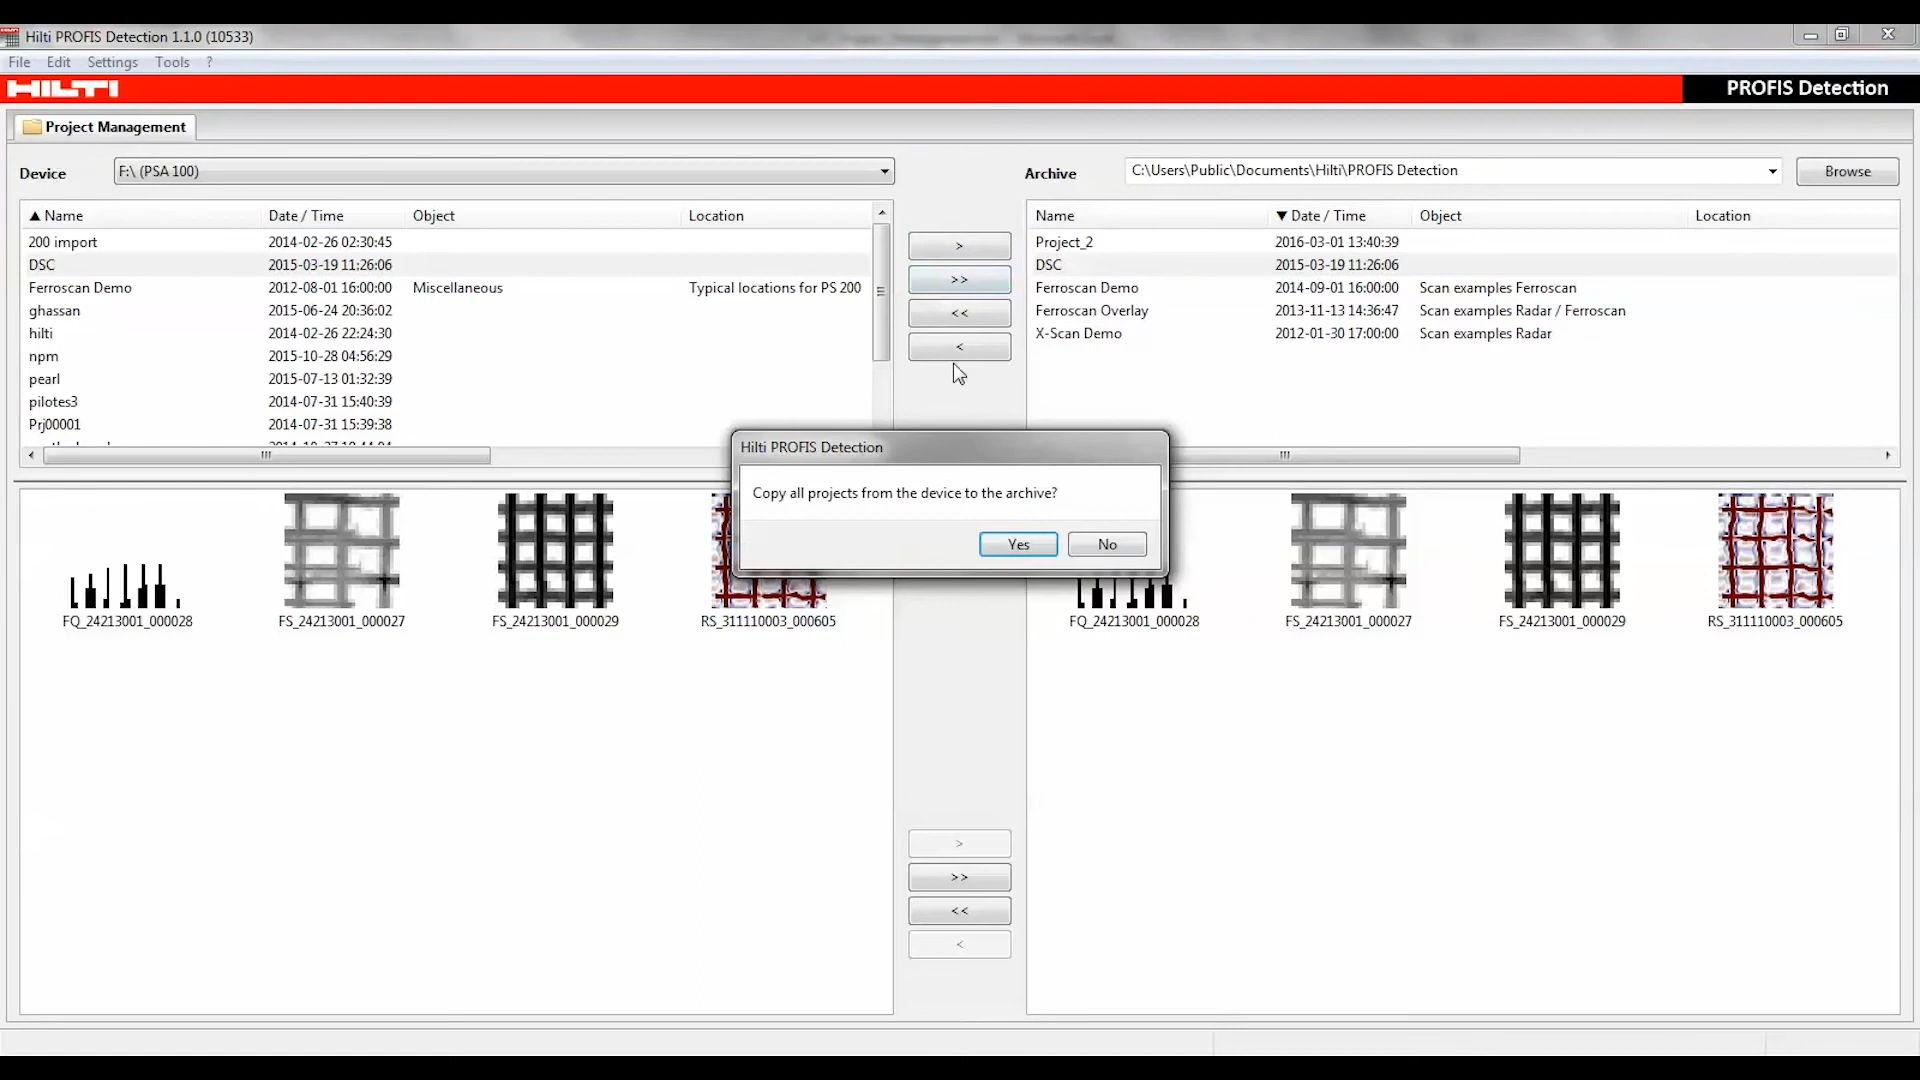 Hilti PROFIS Detection 1.1.0 (10533)
File Edit Settings Tools ?
HILTI PROFIS Detection
Project Management
Device F:\ (PSA 100) Archive C:\Users\Public\Documents\Hilti\PROFIS Detection Browse
▲ Name Date / Time Object Location
200 import 2014-02-26 02:30:45
DSC 2015-03-19 11:26:06
Ferroscan Demo 2012-08-01 16:00:00 Miscellaneous Typical locations for PS 200
ghassan 2015-06-24 20:36:02
hilti 2014-02-26 22:24:30
npm 2015-10-28 04:56:29
pearl 2015-07-13 01:32:39
pilotes3 2014-07-31 15:40:39
Prj00001 2014-07-31 15:39:38
>
>>
<<
<
Name ▼ Date / Time Object Location
Project_2 2016-03-01 13:40:39
DSC 2015-03-19 11:26:06
Ferroscan Demo 2014-09-01 16:00:00 Scan examples Ferroscan
Ferroscan Overlay 2013-11-13 14:36:47 Scan examples Radar / Ferroscan
X-Scan Demo 2012-01-30 17:00:00 Scan examples Radar
Hilti PROFIS Detection
Copy all projects from the device to the archive?
Yes No
FQ_24213001_000028 FS_24213001_000027 FS_24213001_000029 RS_311110003_000605
FQ_24213001_000028 FS_24213001_000027 FS_24213001_000029 RS_311110003_000605
>
>>
<<
<